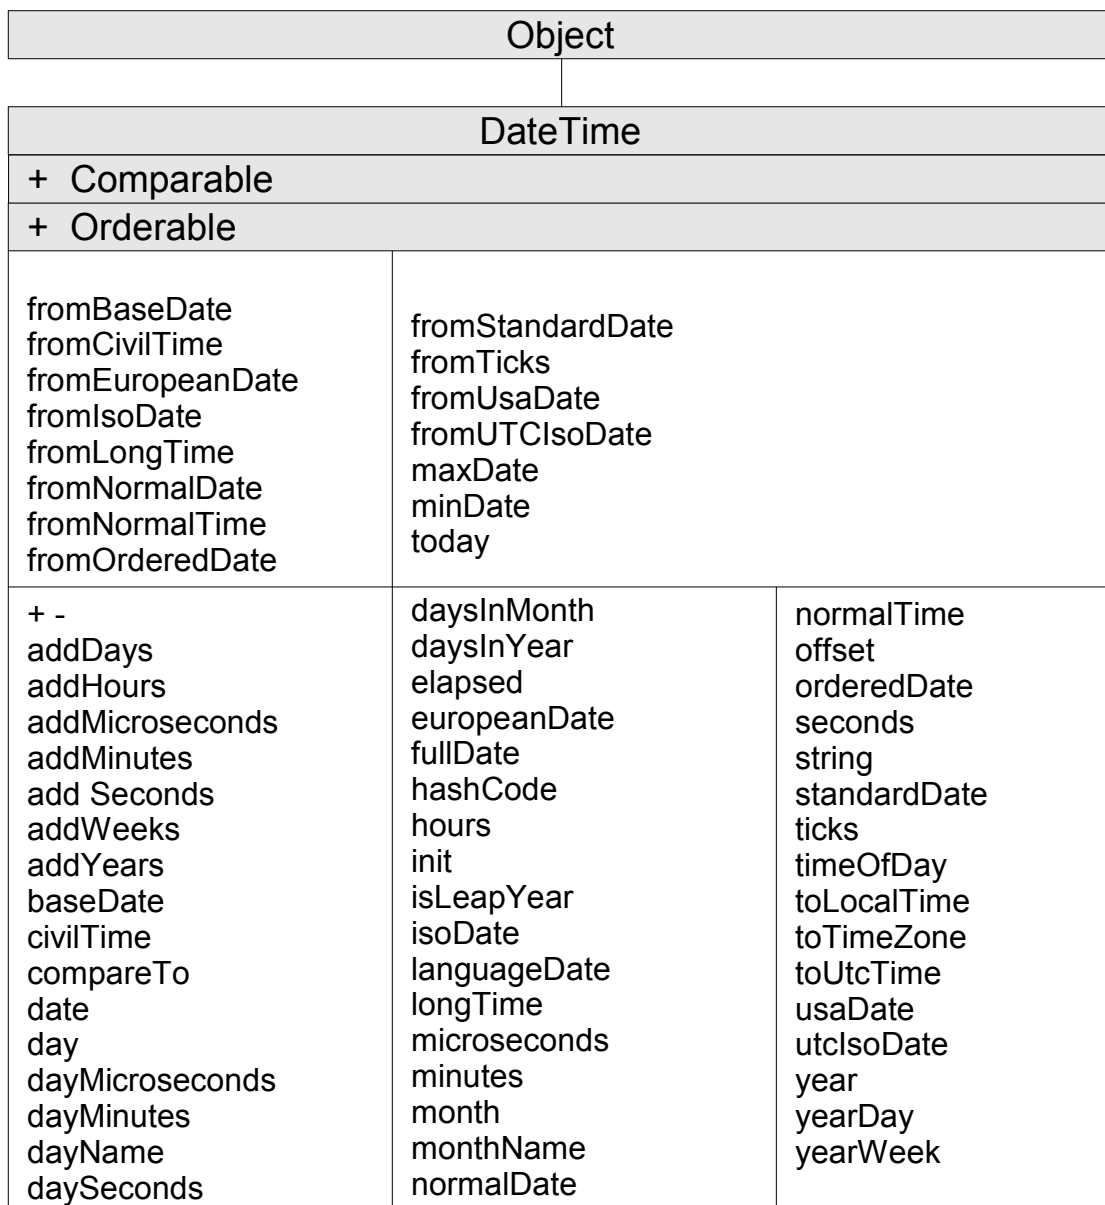 Object
DateTime
+ Comparable
+ Orderable
fromBaseDate
fromCivilTime
fromEuropeanDate
fromIsoDate
fromLongTime
fromNormalDate
fromNormalTime
fromOrderedDate
fromStandardDate
fromTicks
fromUsaDate
fromUTCIsoDate
maxDate
minDate
today
+ -
addDays
addHours
addMicroseconds
addMinutes
add Seconds
addWeeks
addYears
baseDate
civilTime
compareTo
date
day
dayMicroseconds
dayMinutes
dayName
daySeconds
daysInMonth
daysInYear
elapsed
europeanDate
fullDate
hashCode
hours
init
isLeapYear
isoDate
languageDate
longTime
microseconds
minutes
month
monthName
normalDate
normalTime
offset
orderedDate
seconds
string
standardDate
ticks
timeOfDay
toLocalTime
toTimeZone
toUtcTime
usaDate
utcIsoDate
year
yearDay
yearWeek